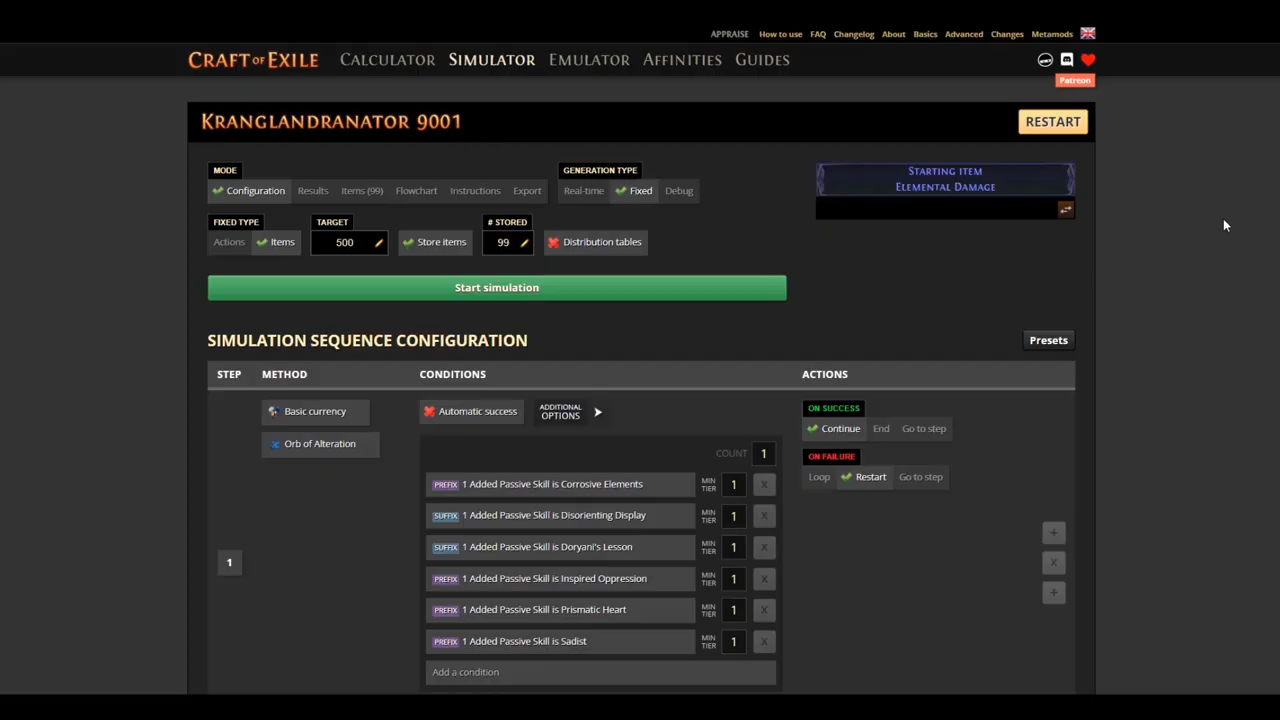 APPRAISE How to use FAQ Changelog About Basics Advanced Changes Metamods
CRAFT OF EXILE CALCULATOR SIMULATOR EMULATOR AFFINITIES GUIDES
Patreon
KRANGLANDRANATOR 9001
RESTART
MODE
GENERATION TYPE
Configuration Results Items (99) Flowchart Instructions Export
Real-time Fixed Debug
STARTING ITEM
ELEMENTAL DAMAGE
FIXED TYPE
TARGET
# STORED
Actions Items
500
Store items
99
Distribution tables
Start simulation
SIMULATION SEQUENCE CONFIGURATION
Presets
STEP METHOD CONDITIONS ACTIONS
Basic currency
Orb of Alteration
Automatic success
ADDITIONAL
OPTIONS
ON SUCCESS
Continue End Go to step
ON FAILURE
Loop Restart Go to step
COUNT 1
PREFIX 1 Added Passive Skill is Corrosive Elements MIN TIER 1 X
SUFFIX 1 Added Passive Skill is Disorienting Display MIN TIER 1 X
SUFFIX 1 Added Passive Skill is Doryani's Lesson MIN TIER 1 X
PREFIX 1 Added Passive Skill is Inspired Oppression MIN TIER 1 X
PREFIX 1 Added Passive Skill is Prismatic Heart MIN TIER 1 X
PREFIX 1 Added Passive Skill is Sadist MIN TIER 1 X
Add a condition
1
+
X
+